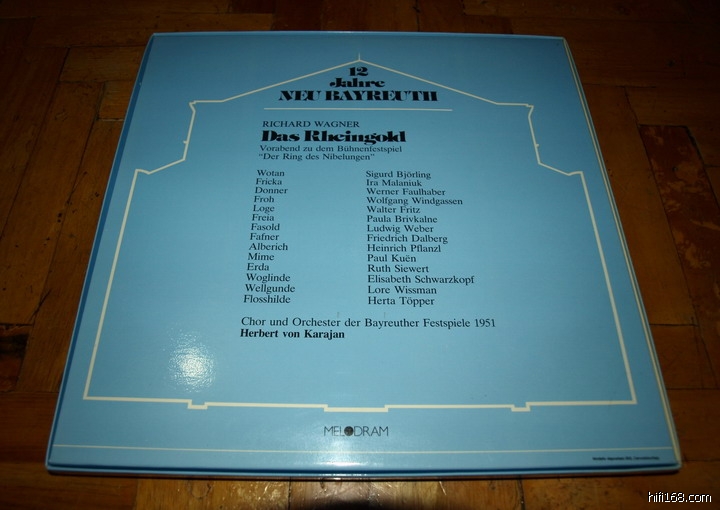 12
Jahre
NEU BAYREUTH
RICHARD WAGNER
Das Rheingold
Vorabend zu dem Bühnenfestspiel
"Der Ring des Nibelungen"
Wotan Sigurd Björling
Fricka Ira Malaniuk
Donner Werner Faulhaber
Froh Wolfgang Windgassen
Loge Walter Fritz
Freia Paula Brivkalne
Fasold Ludwig Weber
Fafner Friedrich Dalberg
Alberich Heinrich Pflanzl
Mime Paul Kuën
Erda Ruth Siewert
Woglinde Elisabeth Schwarzkopf
Wellgunde Lore Wissman
Flosshilde Herta Töpper
Chor und Orchester der Bayreuther Festspiele 1951
Herbert von Karajan
MELODRAM
hifi168.com